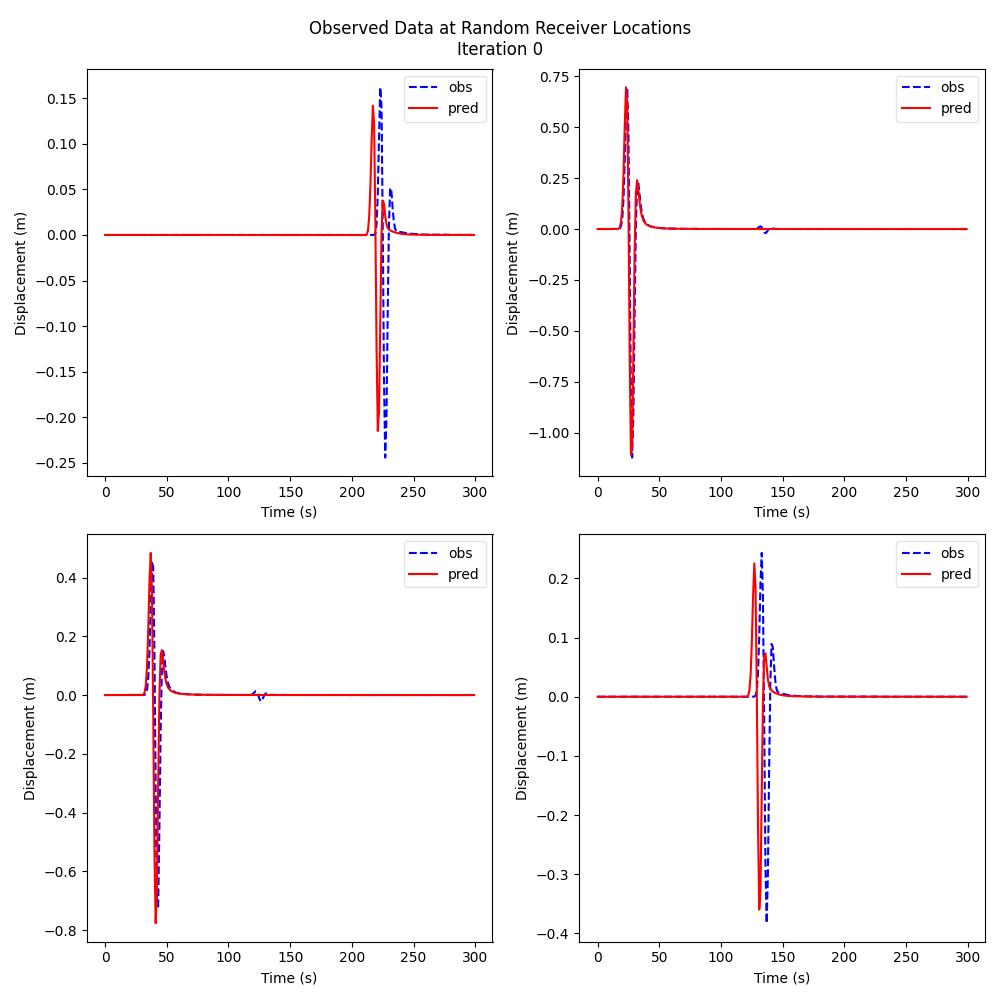 Observed Data at Random Receiver Locations
Iteration 0
Displacement (m)
0.15
0.10
0.05
0.00
−0.05
−0.10
−0.15
−0.20
−0.25
obs
pred
0 50 100 150 200 250 300
Time (s)
Displacement (m)
0.75
0.50
0.25
0.00
−0.25
−0.50
−0.75
−1.00
obs
pred
0 50 100 150 200 250 300
Time (s)
Displacement (m)
0.4
0.2
0.0
−0.2
−0.4
−0.6
−0.8
obs
pred
0 50 100 150 200 250 300
Time (s)
Displacement (m)
0.2
0.1
0.0
−0.1
−0.2
−0.3
−0.4
obs
pred
0 50 100 150 200 250 300
Time (s)